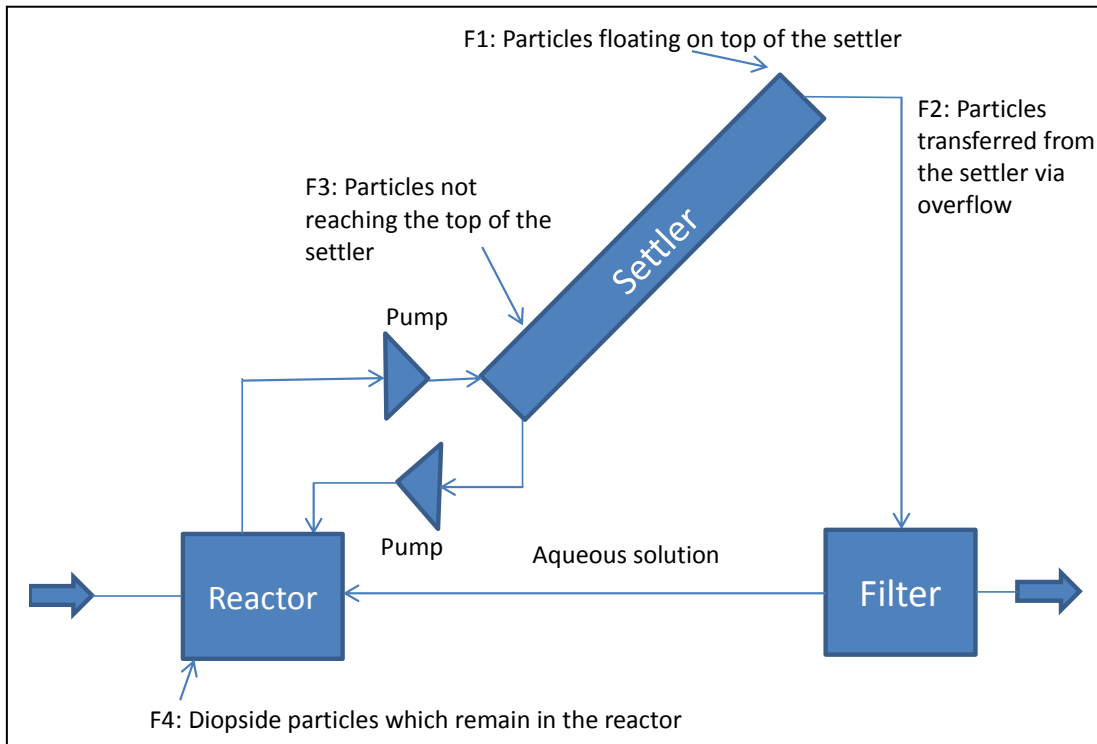 F1: Particles floating on top of the settler
F2: Particles
transferred from
the settler via
overflow
F3: Particles not
reaching the top of the
settler
Settler
Pump
Pump
Aqueous solution
Reactor
Filter
F4: Diopside particles which remain in the reactor